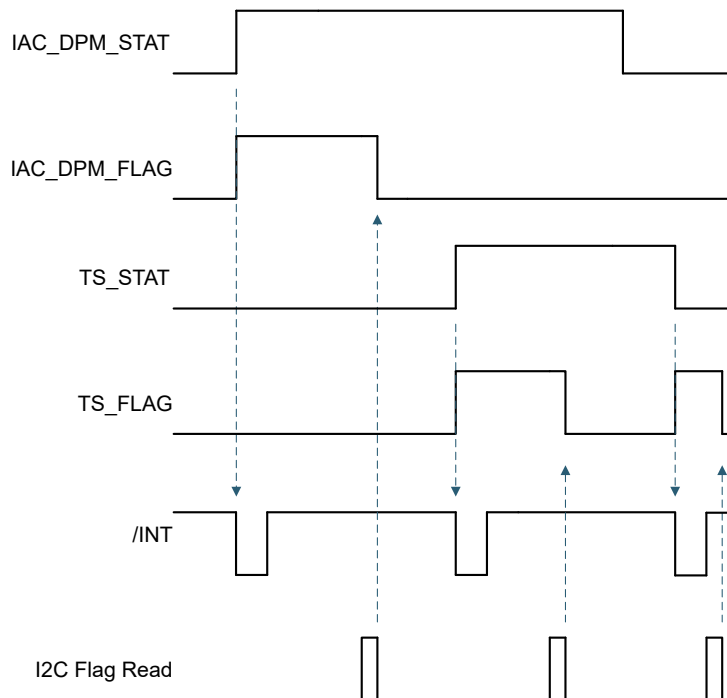 IAC_DPM_STAT
IAC_DPM_FLAG
TS_STAT
TS_FLAG
/INT
I2C Flag Read